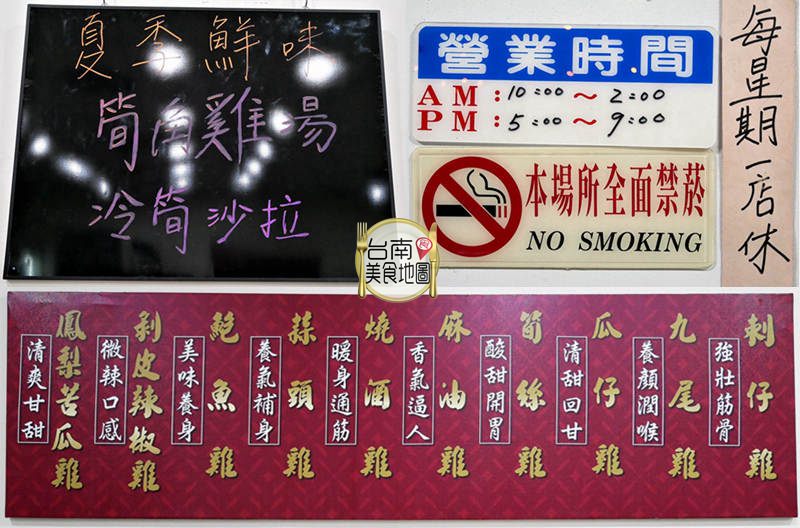 夏季鮮味
筒角雞湯
冷筒沙拉
營業時間
AM:10:00～2:00
PM:5:00～9:00
本場所全面禁菸
NO SMOKING
每星期一店休
台南
美食地圖
刺仔雞
強壯筋骨
九尾雞
養顏潤喉
瓜仔雞
清甜回甘
筍絲雞
酸甜開胃
麻油雞
香氣逼人
燒酒雞
暖身通筋
蒜頭雞
養氣補身
鮑魚雞
美味養身
剥皮辣椒雞
微辣口感
鳳梨苦瓜雞
清爽甘甜